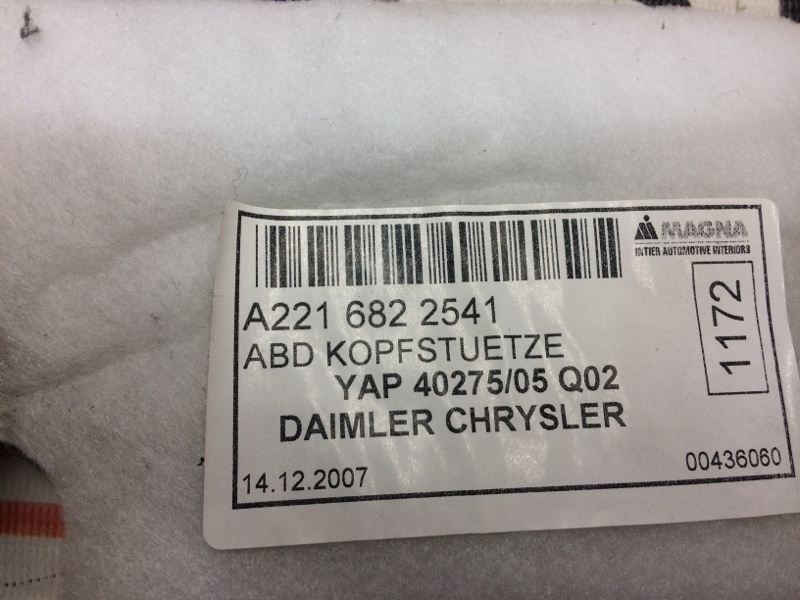 MAGNA
INTIER AUTOMOTIVE INTERIORS
A221 682 2541
ABD KOPFSTUETZE
YAP 40275/05 Q02
DAIMLER CHRYSLER
1172
14.12.2007
00436060